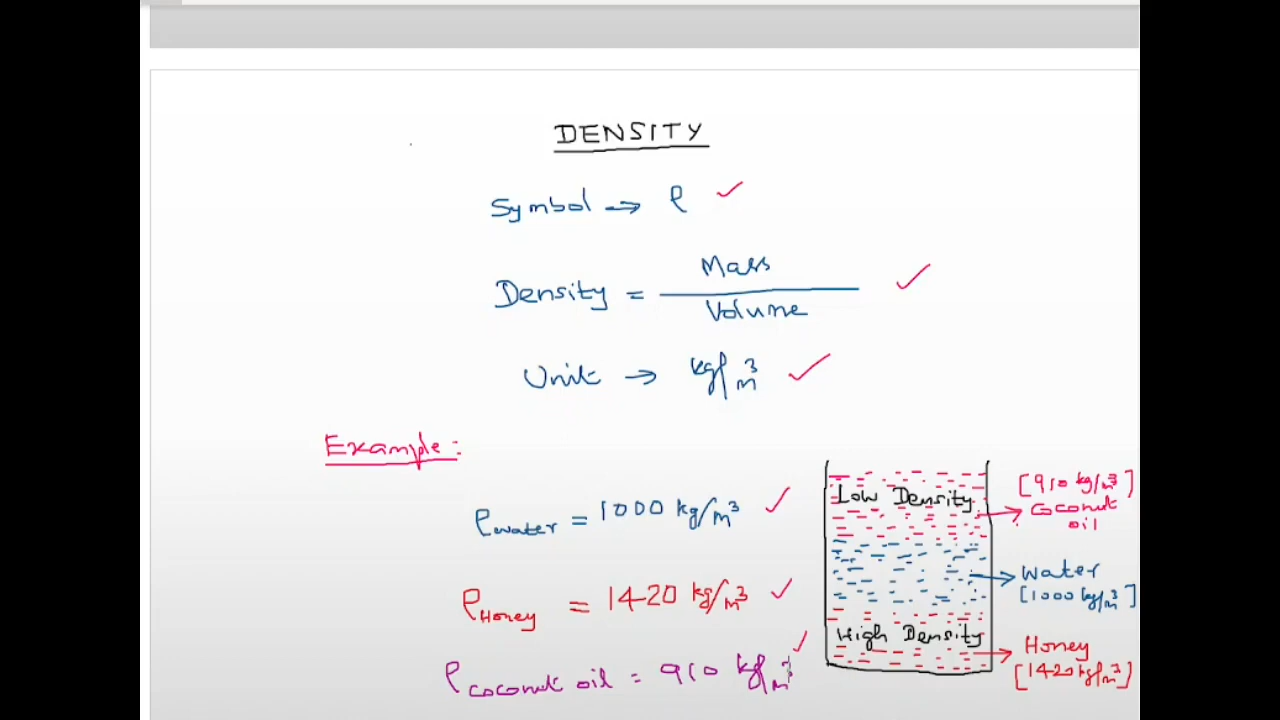 DENSITY
Symbol → ρ ✓
Density = Mass / Volume ✓
Unit → kg/m³ ✓
Example:
ρwater = 1000 kg/m³ ✓
ρHoney = 1420 kg/m³ ✓
ρcoconut oil = 910 kg/m³ ✓
Low Density
[910 kg/m³]
Coconut
oil
Water
[1000 kg/m³]
High Density
Honey
[1420 kg/m³]